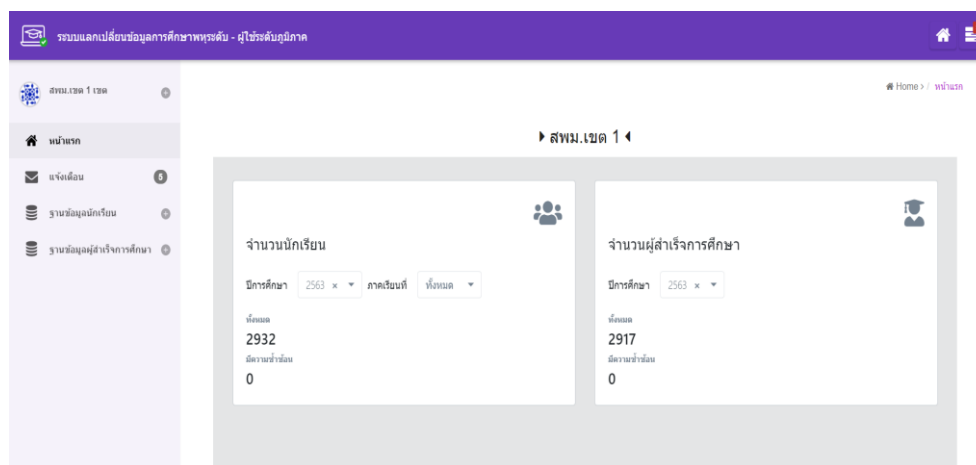 ระบบแลกเปลี่ยนข้อมูลการศึกษาพหุระดับ - ผู้ใช้ระดับภูมิภาค
สพม.เขต 1 เขต
Home > / หน้าแรก
หน้าแรก
สพม.เขต 1
แจ้งเตือน 5
ฐานข้อมูลนักเรียน
ฐานข้อมูลผู้สำเร็จการศึกษา
จำนวนนักเรียน
ปีการศึกษา 2563 × ภาคเรียนที่ ทั้งหมด
ทั้งหมด
2932
มีความซ้ำซ้อน
0
จำนวนผู้สำเร็จการศึกษา
ปีการศึกษา 2563 ×
ทั้งหมด
2917
มีความซ้ำซ้อน
0